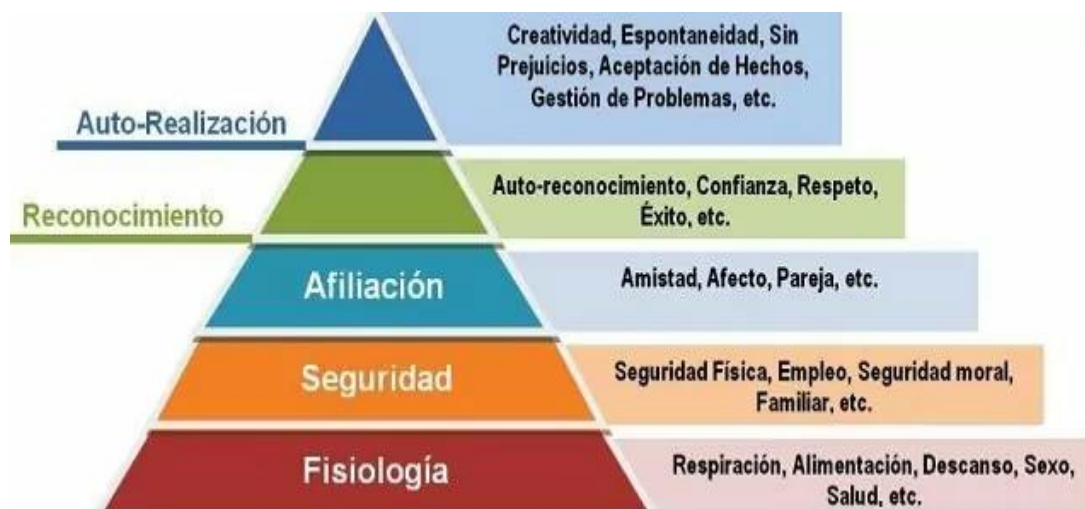 Creatividad, Espontaneidad, Sin
Prejuicios, Aceptación de Hechos,
Gestión de Problemas, etc.
Auto-Realización
Auto-reconocimiento, Confianza, Respeto,
Éxito, etc.
Reconocimiento
Afiliación
Amistad, Afecto, Pareja, etc.
Seguridad
Seguridad Física, Empleo, Seguridad moral,
Familiar, etc.
Fisiología
Respiración, Alimentación, Descanso, Sexo,
Salud, etc.